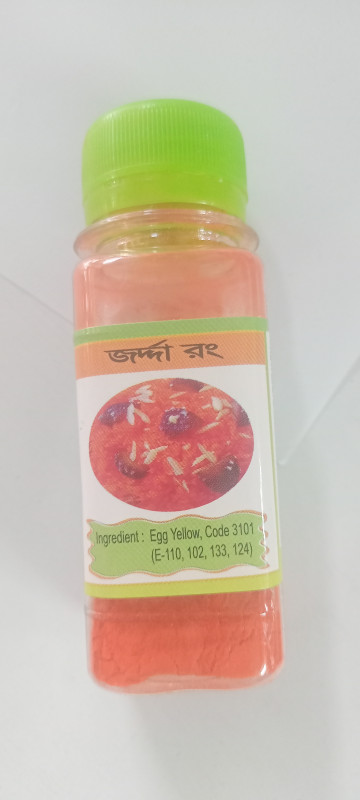 জর্দ্দা রং
Ingredient : Egg Yellow, Code 3101
(E-110, 102, 133, 124)